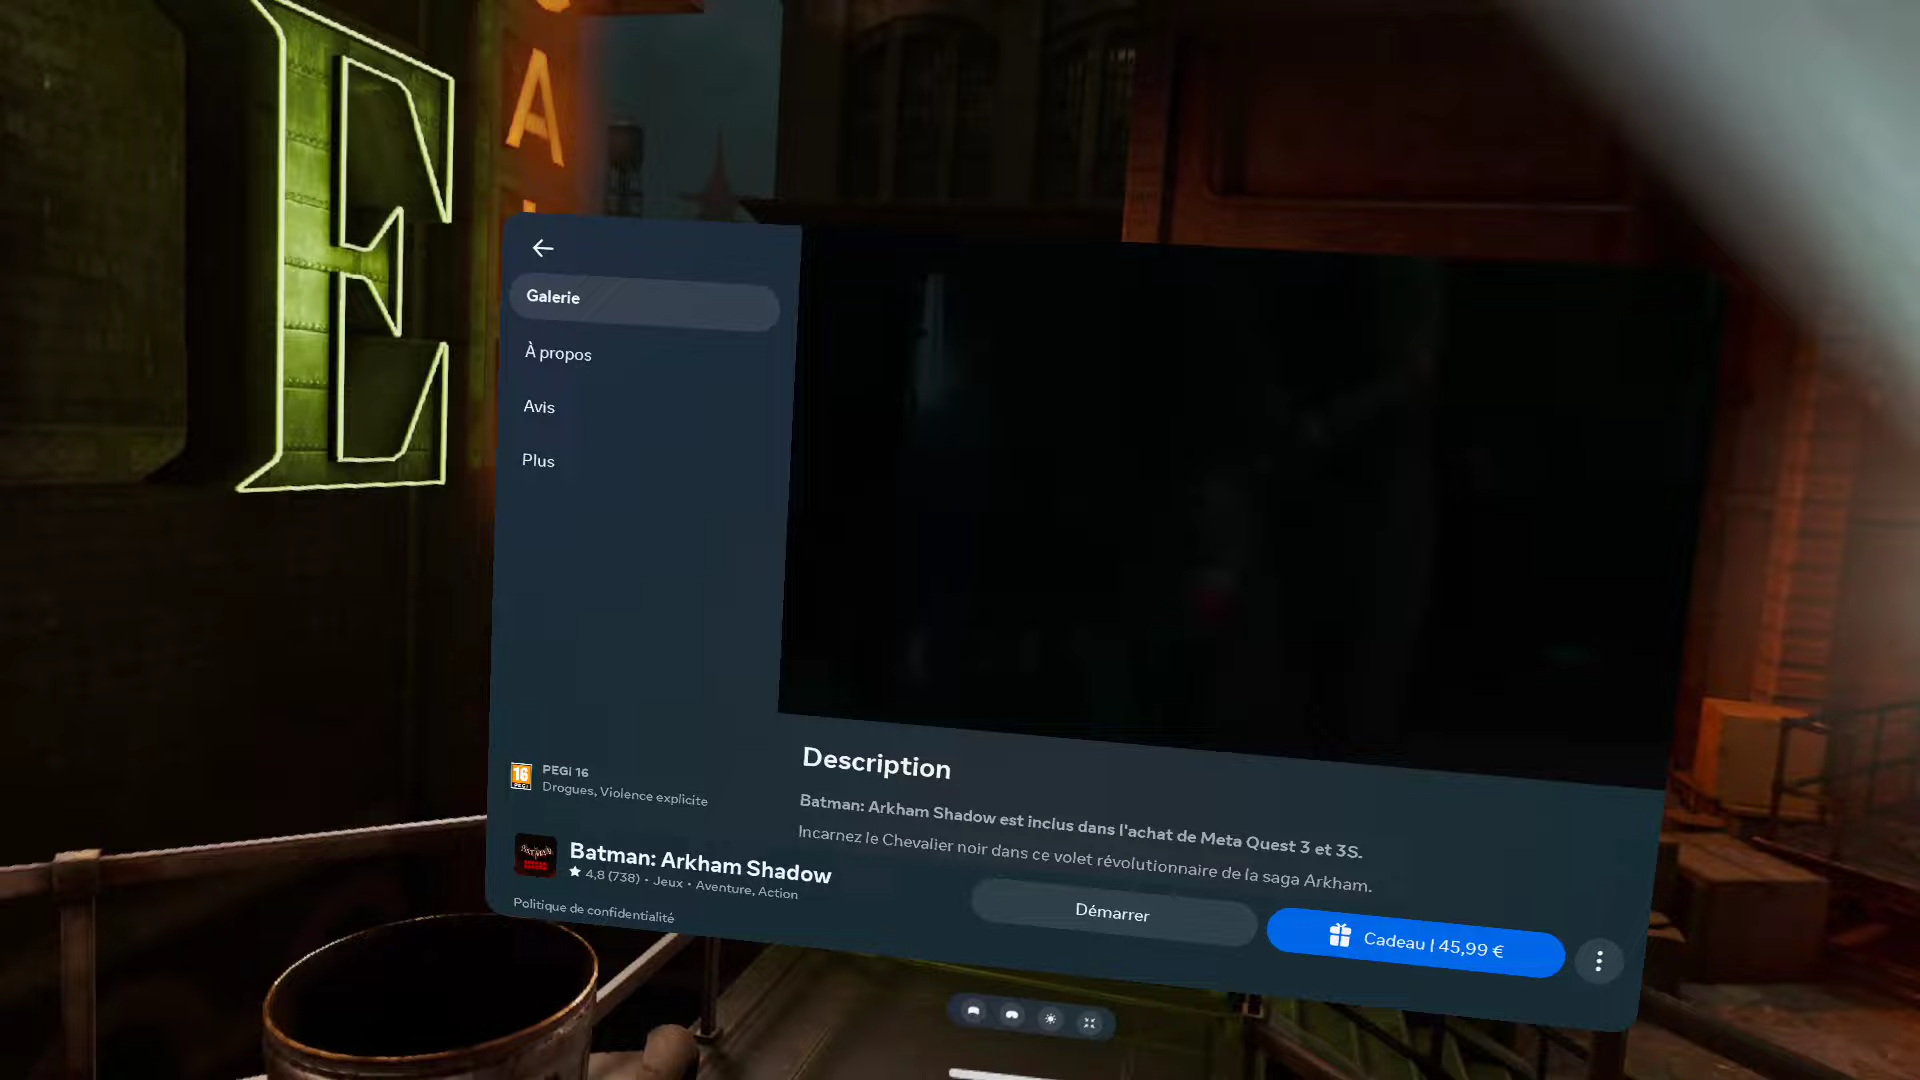 E
A
Galerie
À propos
Avis
Plus
Description
16
PEGI
PEGI 16
Drogues, Violence explicite
Batman: Arkham Shadow est inclus dans l'achat de Meta Quest 3 et 3S.
Incarnez le Chevalier noir dans ce volet révolutionnaire de la saga Arkham.
Batman: Arkham Shadow
4,8 (738) • Jeux • Aventure, Action
Politique de confidentialité
Démarrer
Cadeau | 45,99 €